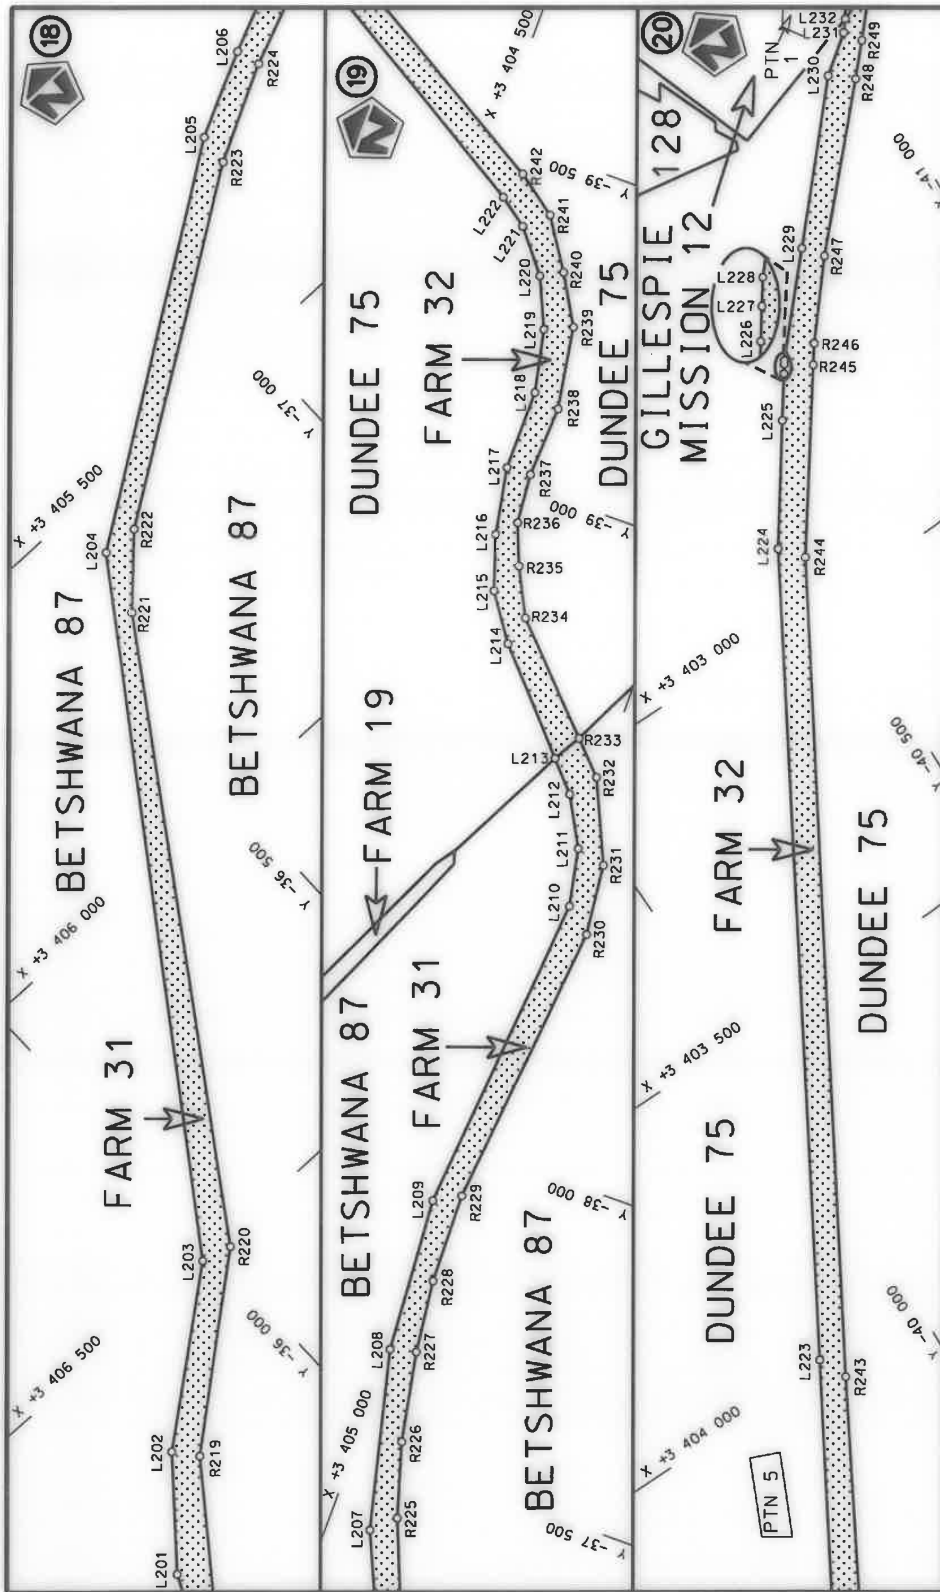 18
L201
L202
L203
L204
L205
L206
R219
R220
R221
R222
R223
R224
X +3 406 500
X +3 406 000
X +3 405 500
Y -36 000
Y -36 500
Y -37 000
BETSHWANA 87
FARM 31
BETSHWANA 87
19
L207
L208
L209
L210
L211
L212
L213
L214
L215
L216
L217
L218
L219
L220
L221
L222
R225
R226
R227
R228
R229
R230
R231
R232
R233
R234
R235
R236
R237
R238
R239
R240
R241
R242
X +3 405 000
X +3 404 500
Y -37 500
Y -38 000
Y -39 000
Y -39 500
BETSHWANA 87
FARM 31
FARM 19
DUNDEE 75
FARM 32
BETSHWANA 87
DUNDEE 75
20
L223
L224
L225
L226
L227
L228
L229
L230
L231
L232
R243
R244
R245
R246
R247
R248
R249
X +3 404 000
X +3 403 500
X +3 403 000
Y -40 000
Y -40 500
Y -41 000
PTN 5
DUNDEE 75
FARM 32
GILLESPIE
MISSION 12
128
PTN
1
DUNDEE 75